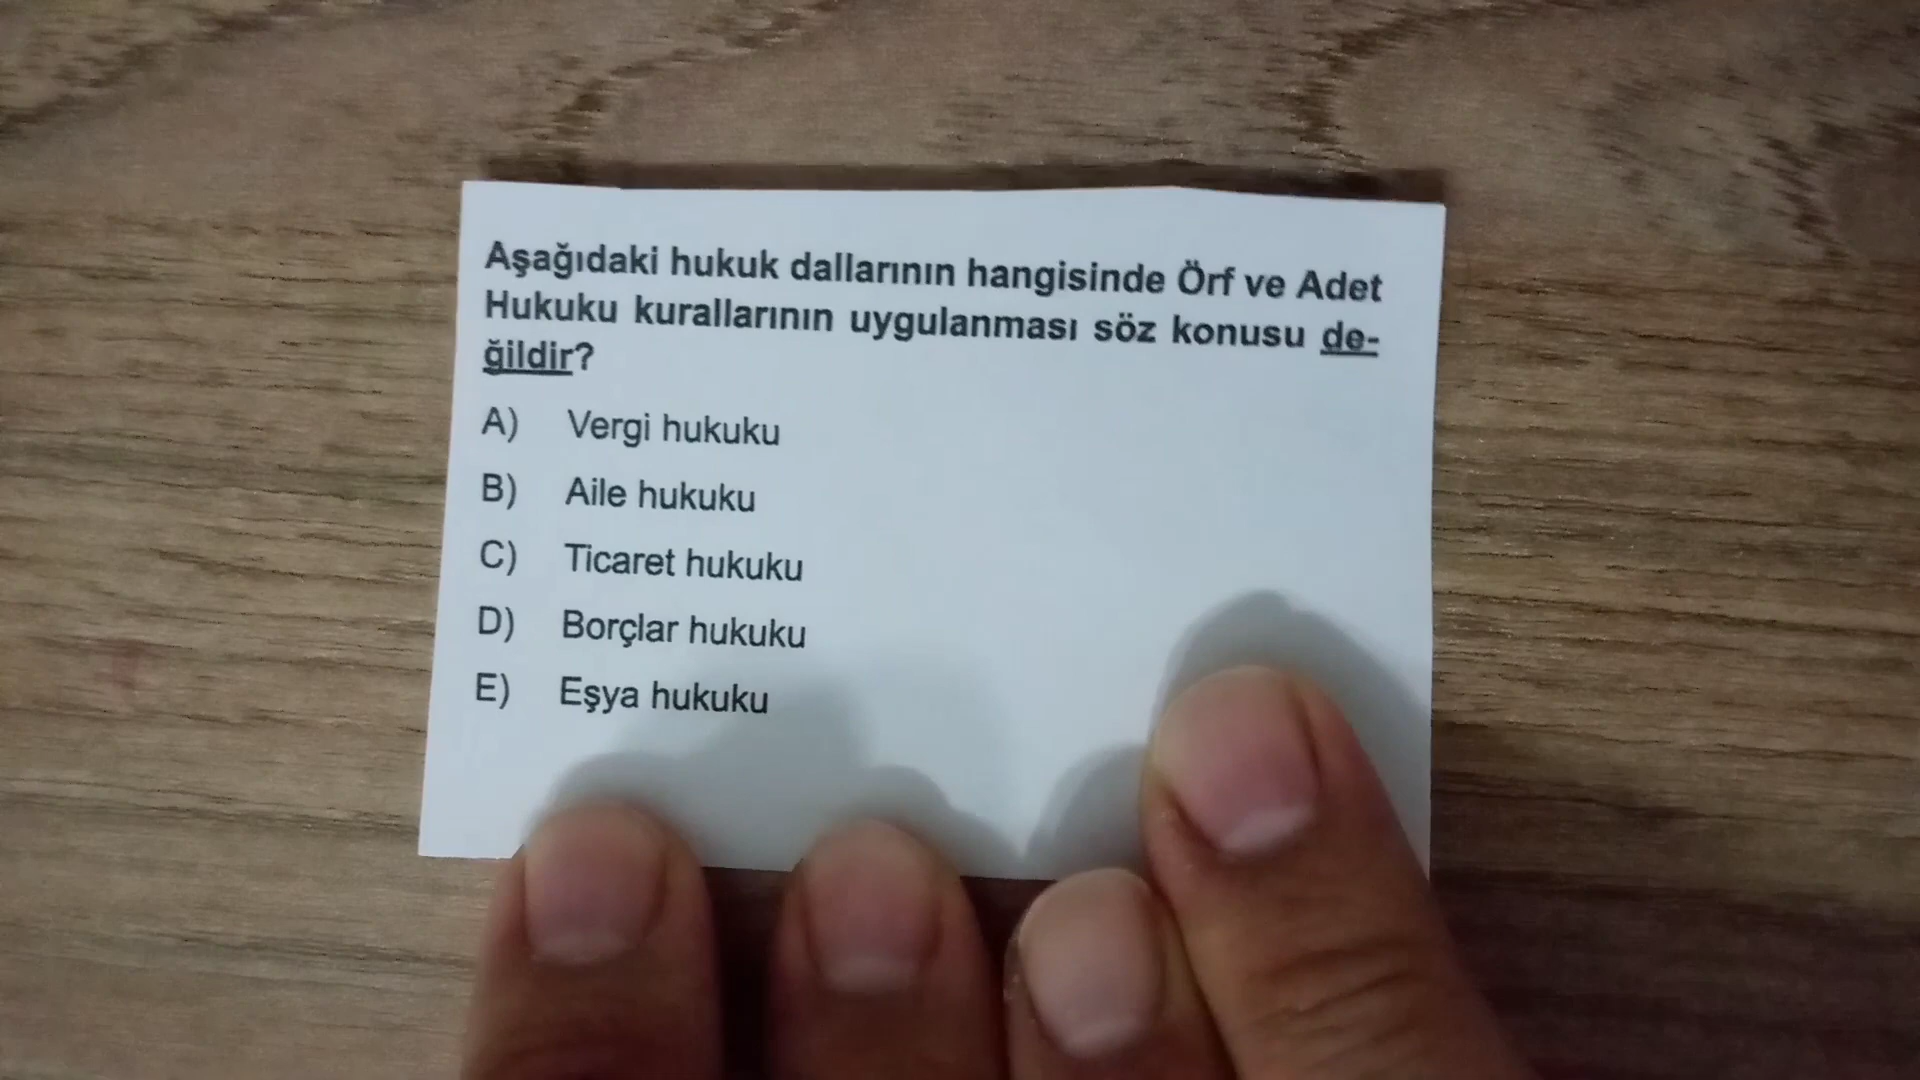 Aşağıdaki hukuk dallarının hangisinde Örf ve Adet
Hukuku kurallarının uygulanması söz konusu de-
ğildir?
A) Vergi hukuku
B) Aile hukuku
C) Ticaret hukuku
D) Borçlar hukuku
E) Eşya hukuku